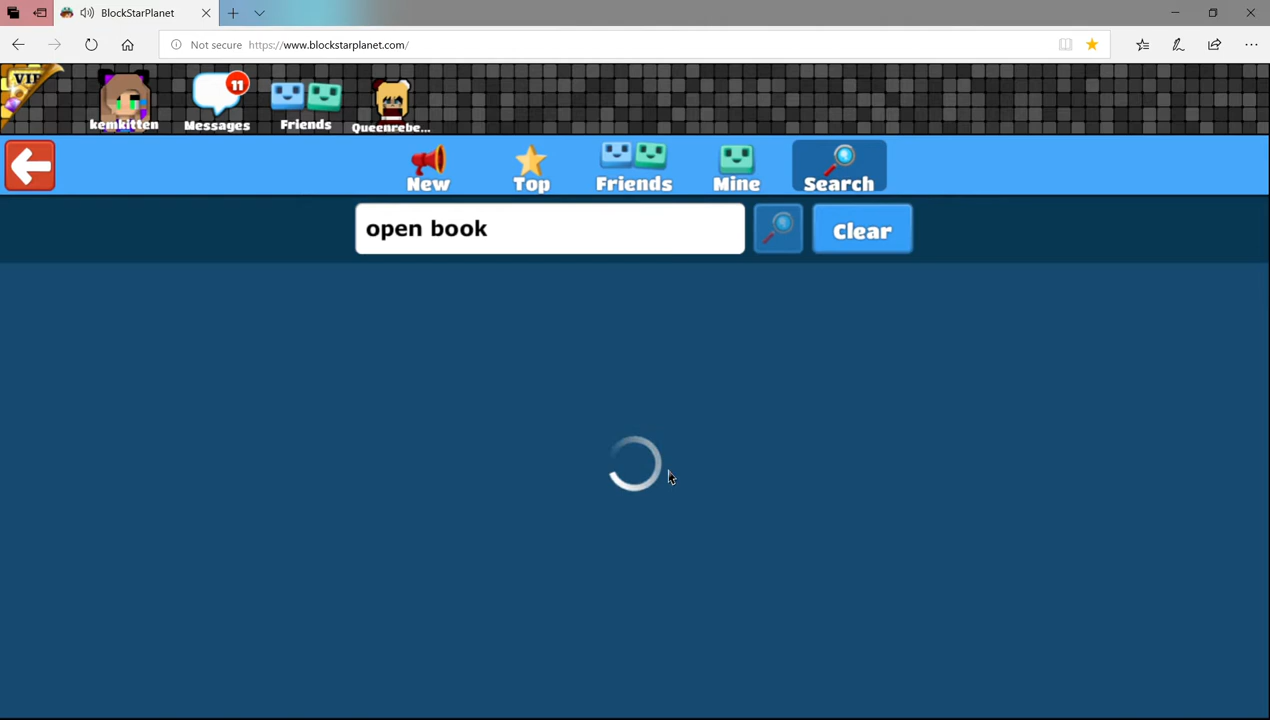 BlockStarPlanet
Not secure https://www.blockstarplanet.com/
VIP
kemkitten
11
Messages
Friends
Queenrebe...
New
Top
Friends
Mine
Search
open book
Clear